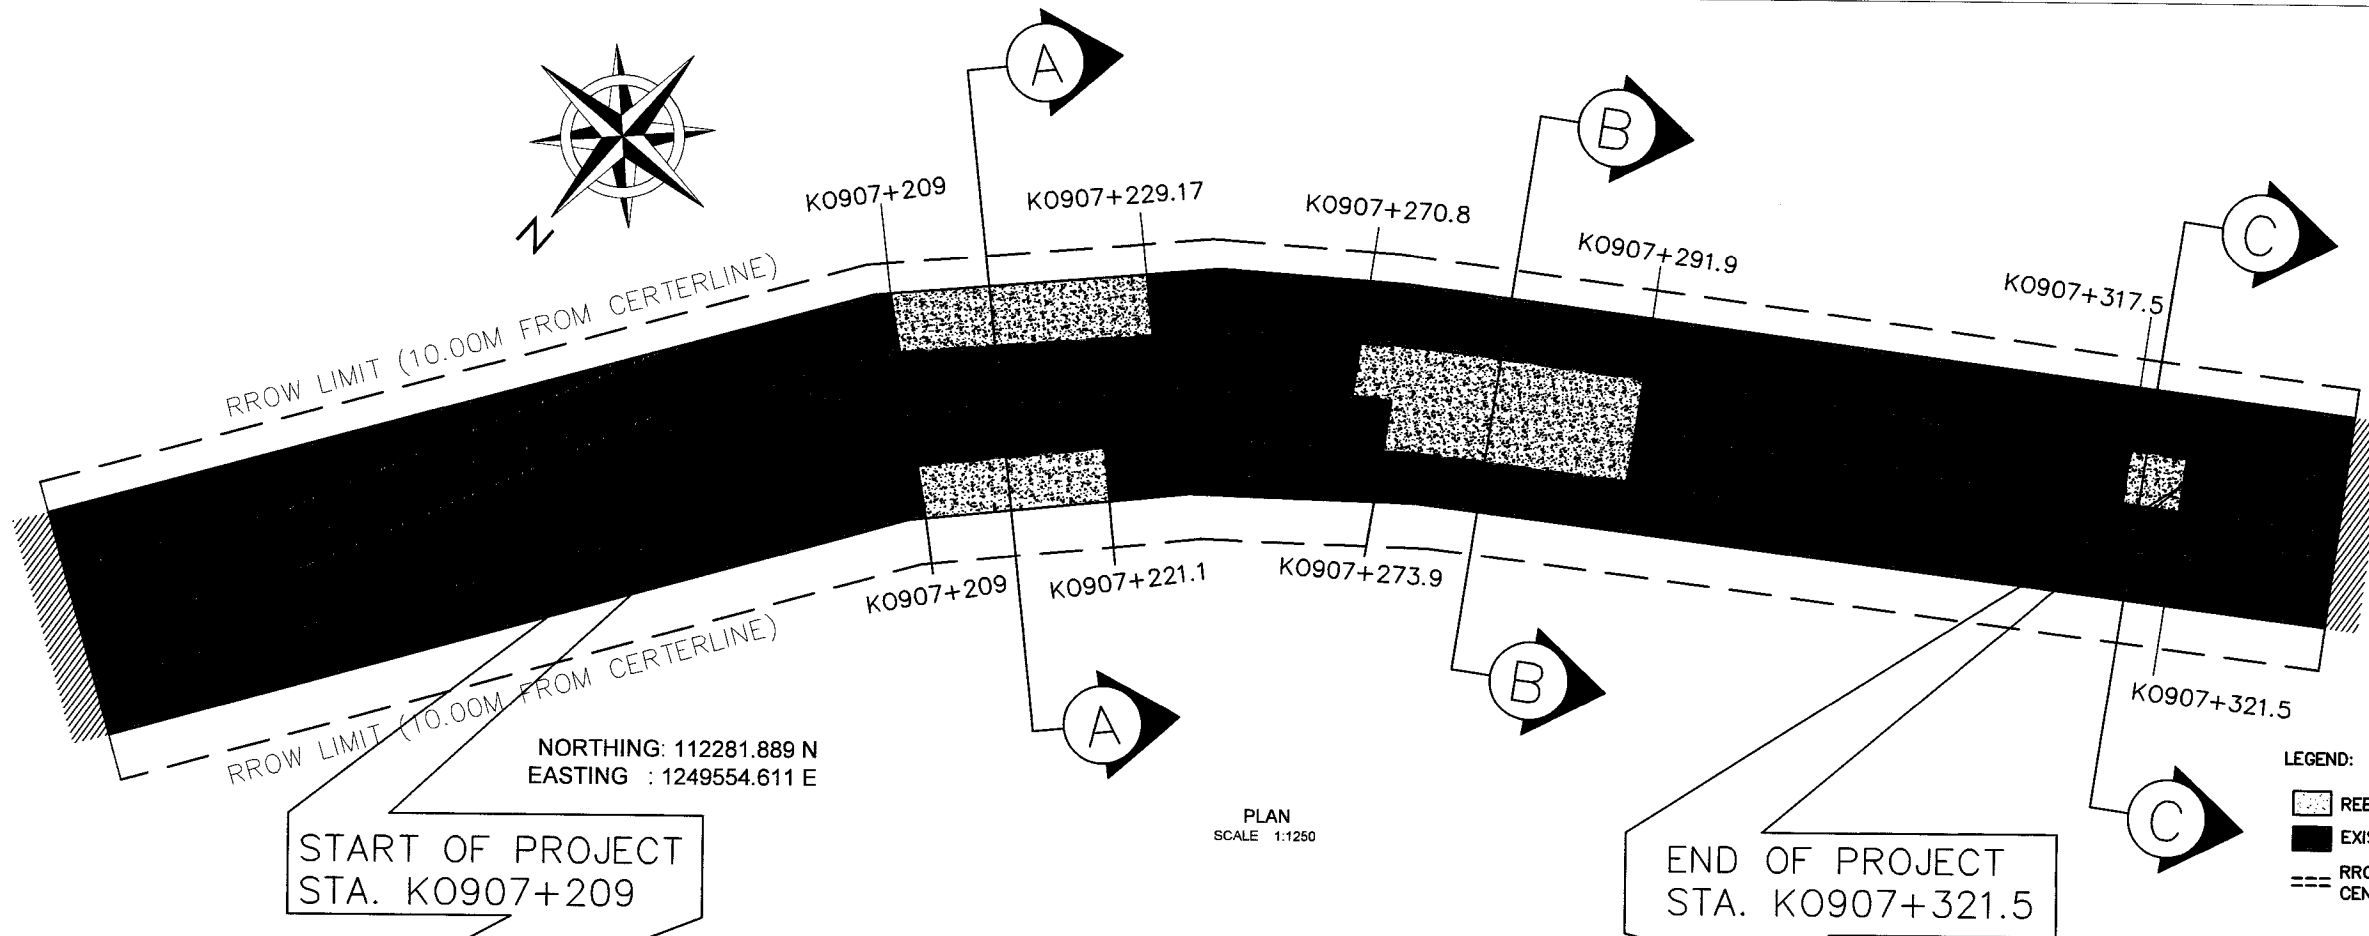 A
B
C
N
K0907+209
K0907+229.17
K0907+270.8
K0907+291.9
K0907+317.5
RROW LIMIT (10.00M FROM CERTERLINE)
K0907+209
K0907+221.1
K0907+273.9
K0907+321.5
RROW LIMIT (10.00M FROM CERTERLINE)
A
B
C
NORTHING: 112281.889 N
EASTING : 1249554.611 E
PLAN
SCALE 1:1250
START OF PROJECT
STA. K0907+209
END OF PROJECT
STA. K0907+321.5
LEGEND: